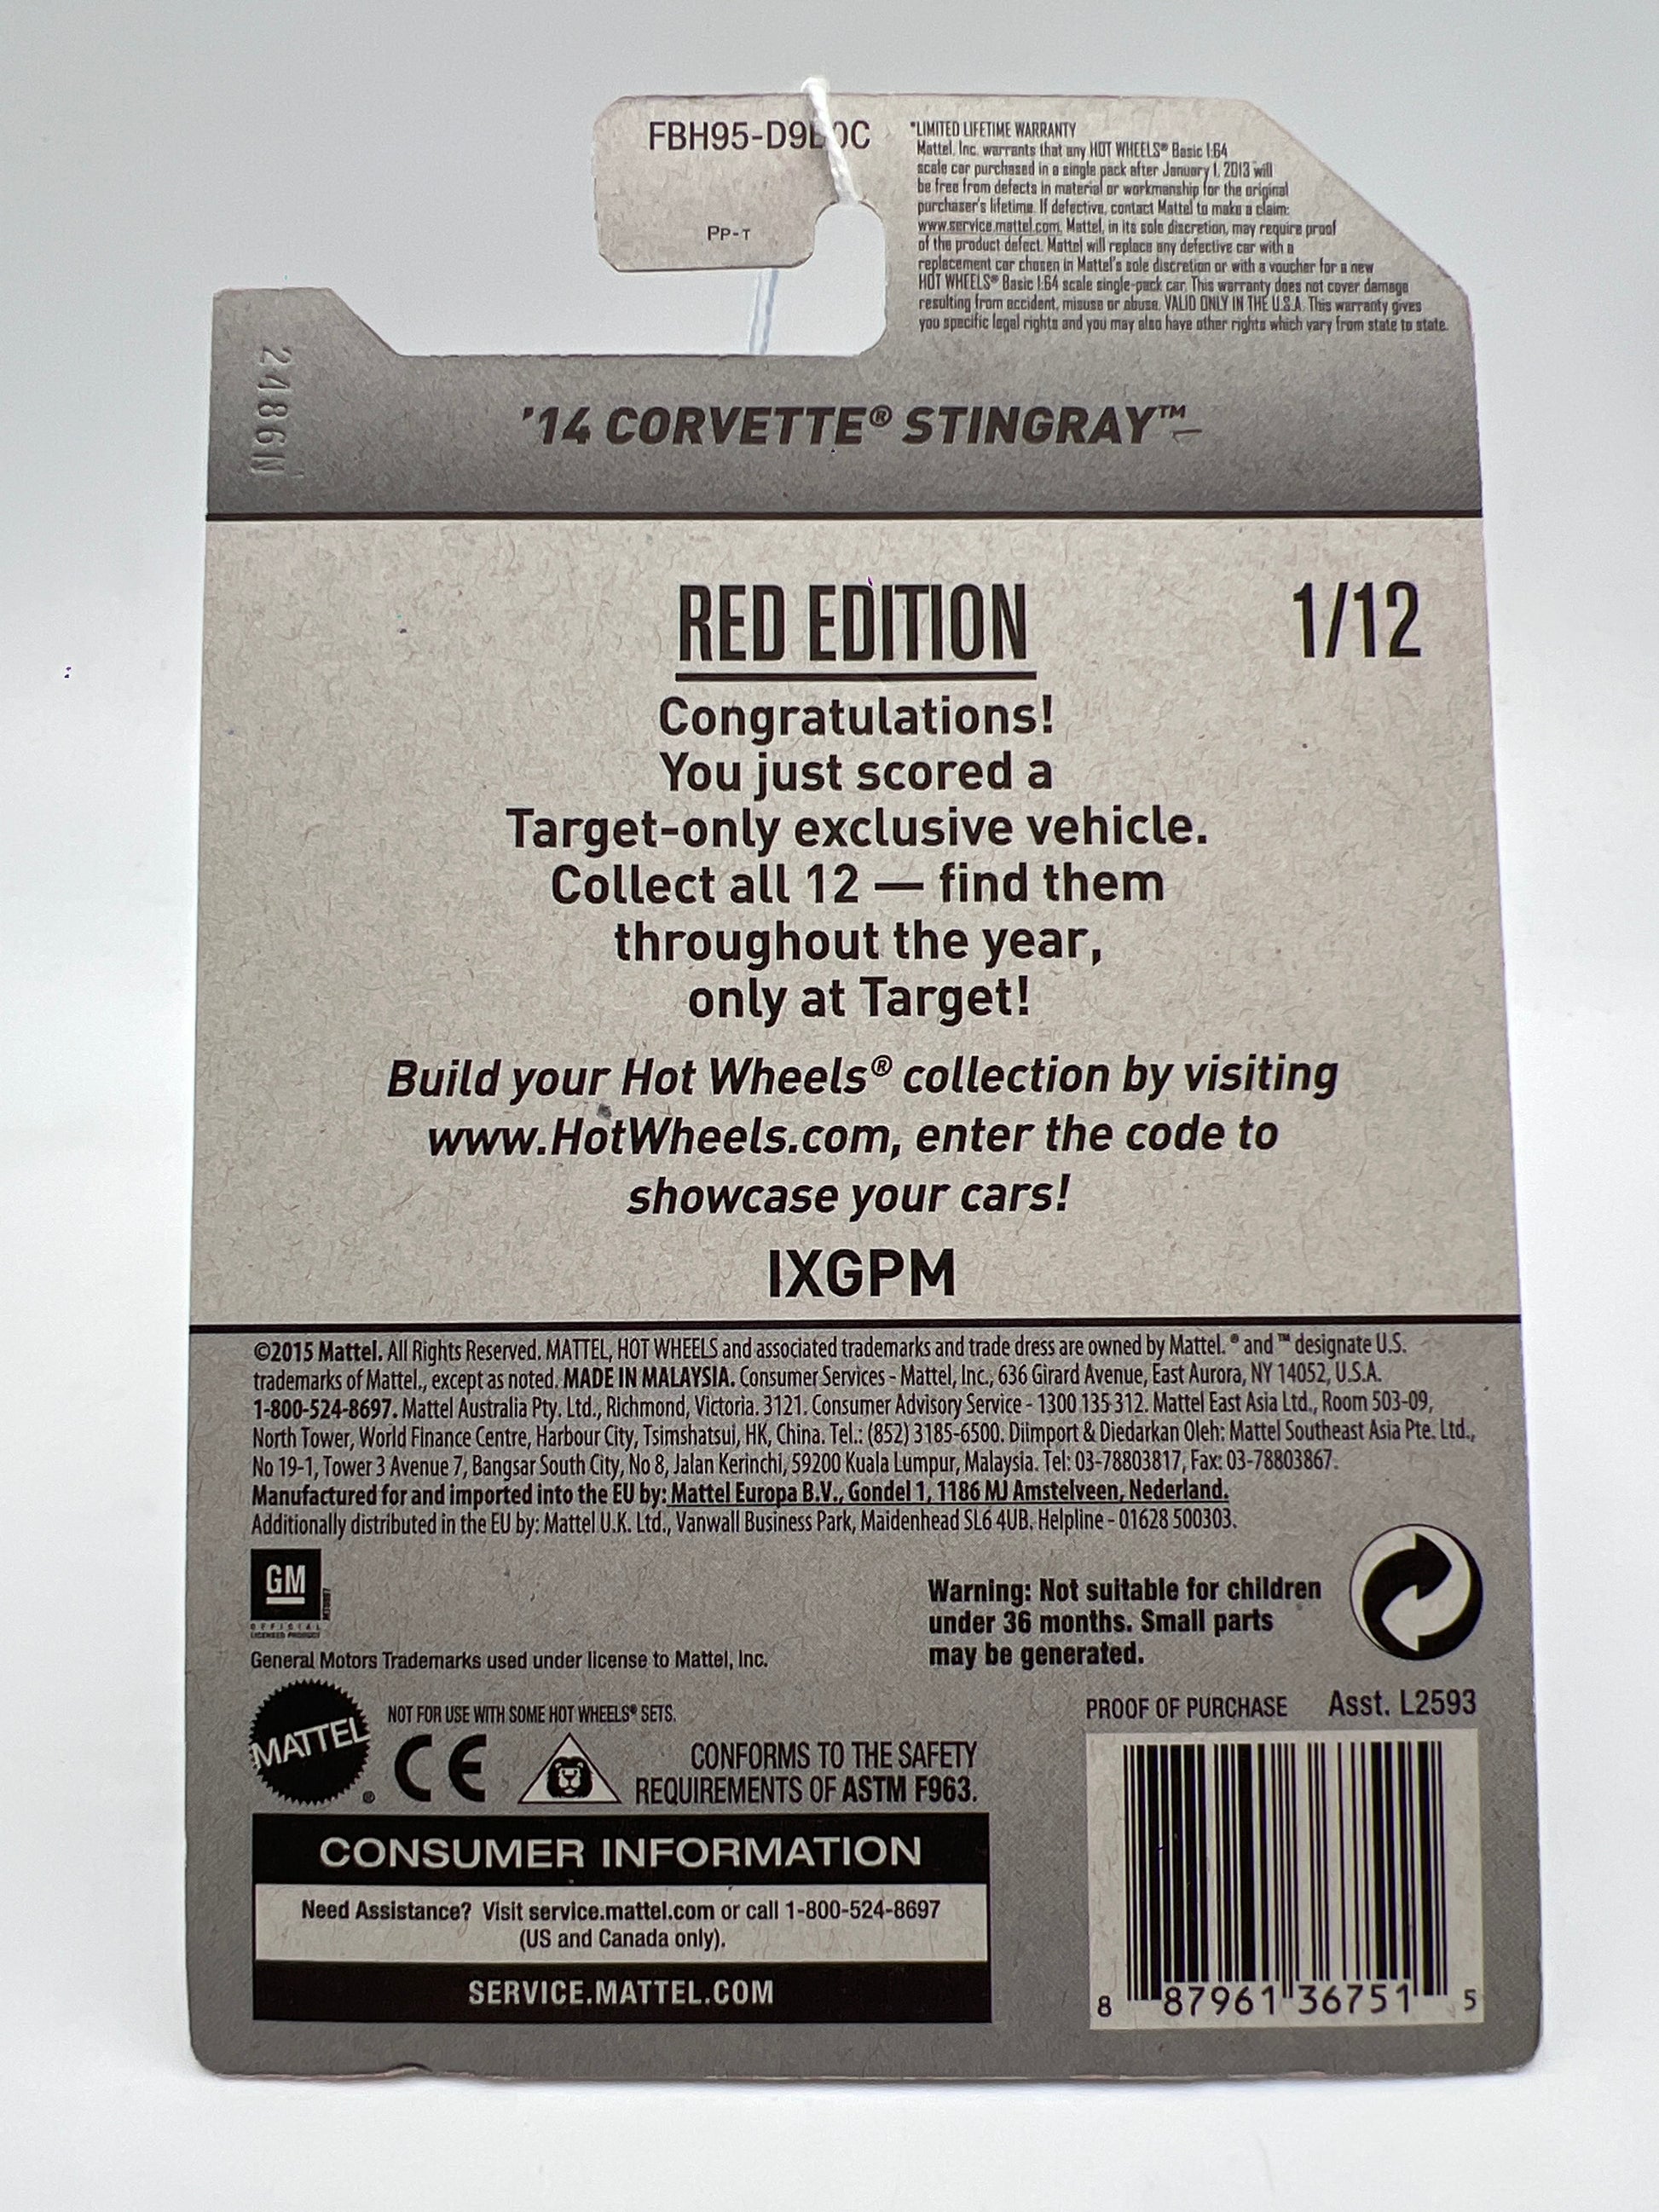 FBH95-D9
0C
Pp-T
*LIMITED LIFETIME WARRANTY
Mattel, Inc. warrants that any HOT WHEELS® Basic 1:64
scale car purchased in a single pack after January 1, 2013 will
be free from defects in material or workmanship for the original
purchaser's lifetime. If defective, contact Mattel to make a claim:
www.service.mattel.com. Mattel, in its sole discretion, may require proof
of the product defect. Mattel will replace any defective car with a
replacement car chosen in Mattel's sole discretion or with a voucher for a new
HOT WHEELS® Basic 1:64 scale single-pack car. This warranty does not cover damage
resulting from accident, misuse or abuse. VALID ONLY IN THE U.S.A. This warranty gives
you specific legal rights and you may also have other rights which vary from state to state.
2486N
'14 CORVETTE® STINGRAY™
RED EDITION
1/12
Congratulations!
You just scored a
Target-only exclusive vehicle.
Collect all 12 — find them
throughout the year,
only at Target!
Build your Hot Wheels® collection by visiting
www.HotWheels.com, enter the code to
showcase your cars!
IXGPM
©2015 Mattel. All Rights Reserved. MATTEL, HOT WHEELS and associated trademarks and trade dress are owned by Mattel. ® and ™ designate U.S.
trademarks of Mattel., except as noted. MADE IN MALAYSIA. Consumer Services - Mattel, Inc., 636 Girard Avenue, East Aurora, NY 14052, U.S.A.
1-800-524-8697. Mattel Australia Pty. Ltd., Richmond, Victoria. 3121. Consumer Advisory Service - 1300 135 312. Mattel East Asia Ltd., Room 503-09,
North Tower, World Finance Centre, Harbour City, Tsimshatsui, HK, China. Tel.: (852) 3185-6500. Diimport & Diedarkan Oleh: Mattel Southeast Asia Pte. Ltd.,
No 19-1, Tower 3 Avenue 7, Bangsar South City, No 8, Jalan Kerinchi, 59200 Kuala Lumpur, Malaysia. Tel: 03-78803817, Fax: 03-78803867.
Manufactured for and imported into the EU by: Mattel Europa B.V., Gondel 1, 1186 MJ Amstelveen, Nederland.
Additionally distributed in the EU by: Mattel U.K. Ltd., Vanwall Business Park, Maidenhead SL6 4UB. Helpline - 01628 500303.
GM
OFFICIAL
LICENSED PRODUCT
General Motors Trademarks used under license to Mattel, Inc.
Warning: Not suitable for children
under 36 months. Small parts
may be generated.
MATTEL®
NOT FOR USE WITH SOME HOT WHEELS® SETS.
CE
CONFORMS TO THE SAFETY
REQUIREMENTS OF ASTM F963.
PROOF OF PURCHASE Asst. L2593
CONSUMER INFORMATION
Need Assistance? Visit service.mattel.com or call 1-800-524-8697
(US and Canada only).
SERVICE.MATTEL.COM
8 87961 36751 5